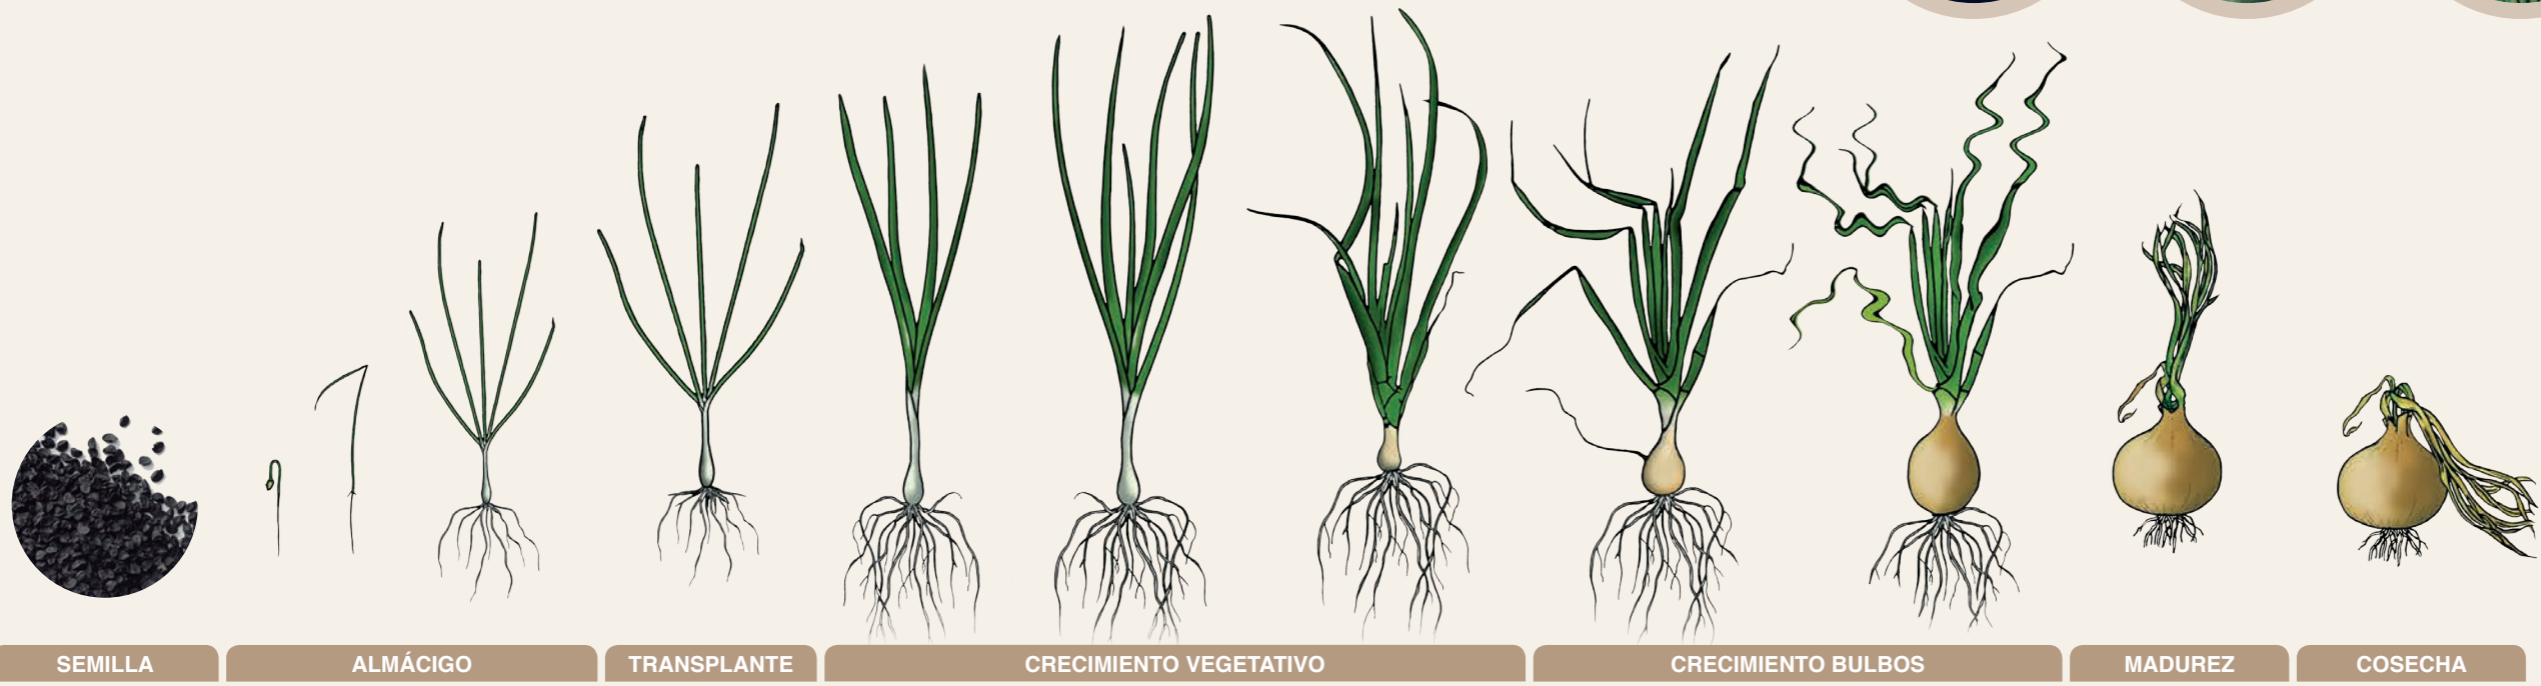 SEMILLA
ALMÁCIGO
TRANSPLANTE
CRECIMIENTO VEGETATIVO
CRECIMIENTO BULBOS
MADUREZ
COSECHA